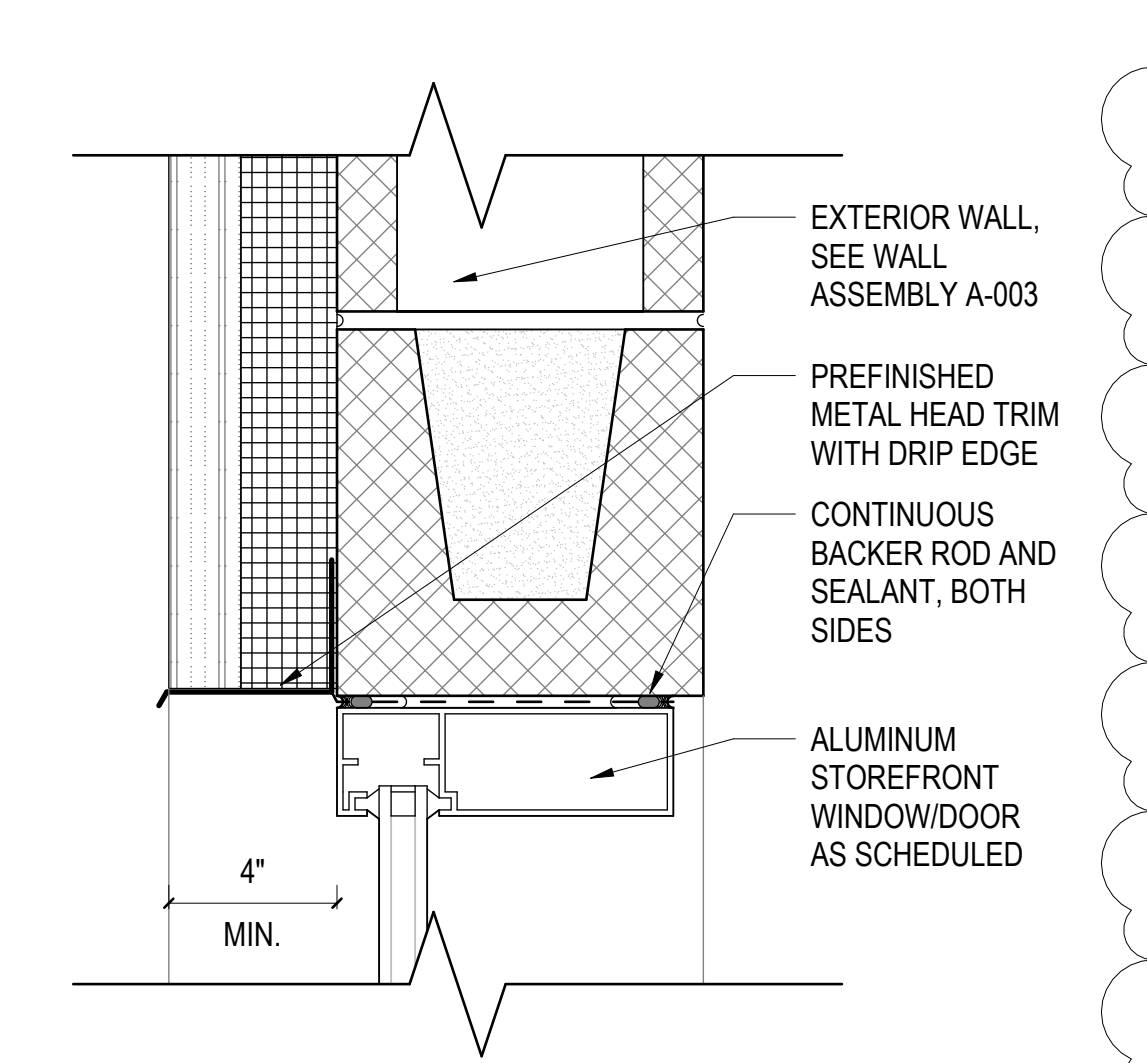 EXTERIOR WALL,
SEE WALL
ASSEMBLY A-003
PREFINISHED
METAL HEAD TRIM
WITH DRIP EDGE
CONTINUOUS
BACKER ROD AND
SEALANT, BOTH
SIDES
ALUMINUM
STOREFRONT
WINDOW/DOOR
AS SCHEDULED
4"
MIN.